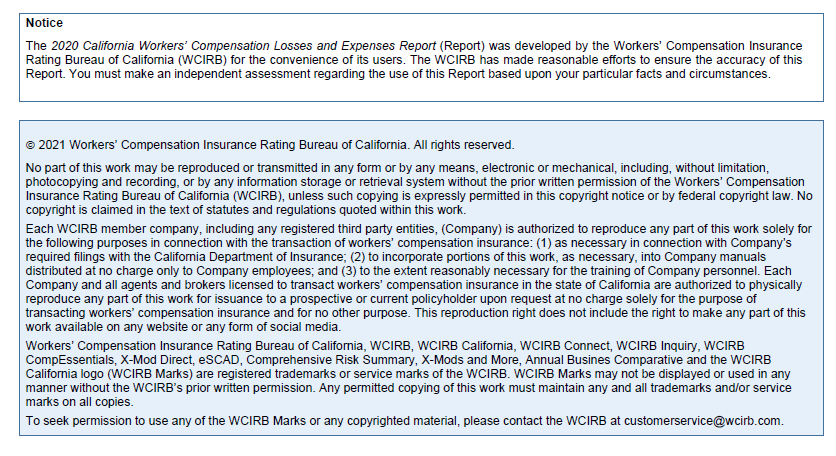 Notice
The 2020 California Workers' Compensation Losses and Expenses Report (Report) was developed by the Workers' Compensation Insurance
Rating Bureau of California (WCIRB) for the convenience of its users. The WCIRB has made reasonable efforts to ensure the accuracy of this
Report. You must make an independent assessment regarding the use of this Report based upon your particular facts and circumstances.
© 2021 Workers' Compensation Insurance Rating Bureau of California. All rights reserved.
No part of this work may be reproduced or transmitted in any form or by any means, electronic or mechanical, including, without limitation,
photocopying and recording, or by any information storage or retrieval system without the prior written permission of the Workers' Compensation
Insurance Rating Bureau of California (WCIRB), unless such copying is expressly permitted in this copyright notice or by federal copyright law. No
copyright is claimed in the text of statutes and regulations quoted within this work.
Each WCIRB member company, including any registered third party entities, (Company) is authorized to reproduce any part of this work solely for
the following purposes in connection with the transaction of workers' compensation insurance: (1) as necessary in connection with Company's
required filings with the California Department of Insurance; (2) to incorporate portions of this work, as necessary, into Company manuals
distributed at no charge only to Company employees; and (3) to the extent reasonably necessary for the training of Company personnel. Each
Company and all agents and brokers licensed to transact workers' compensation insurance in the state of California are authorized to physically
reproduce any part of this work for issuance to a prospective or current policyholder upon request at no charge solely for the purpose of
transacting workers' compensation insurance and for no other purpose. This reproduction right does not include the right to make any part of this
work available on any website or any form of social media.
Workers' Compensation Insurance Rating Bureau of California, WCIRB, WCIRB California, WCIRB Connect, WCIRB Inquiry, WCIRB
CompEssentials, X-Mod Direct, eSCAD, Comprehensive Risk Summary, X-Mods and More, Annual Busines Comparative and the WCIRB
California logo (WCIRB Marks) are registered trademarks or service marks of the WCIRB. WCIRB Marks may not be displayed or used in any
manner without the WCIRB's prior written permission. Any permitted copying of this work must maintain any and all trademarks and/or service
marks on all copies.
To seek permission to use any of the WCIRB Marks or any copyrighted material, please contact the WCIRB at customerservice@wcirb.com.